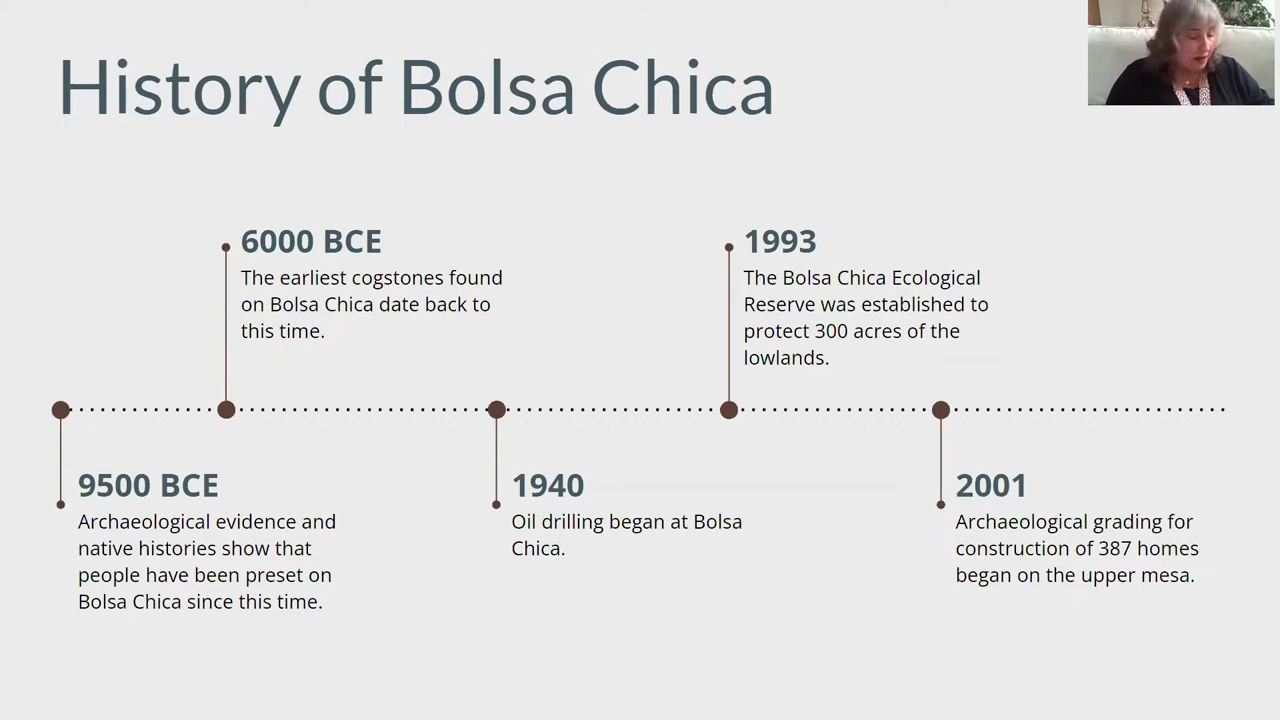 History of Bolsa Chica
6000 BCE
The earliest cogstones found
on Bolsa Chica date back to
this time.
1993
The Bolsa Chica Ecological
Reserve was established to
protect 300 acres of the
lowlands.
9500 BCE
Archaeological evidence and
native histories show that
people have been preset on
Bolsa Chica since this time.
1940
Oil drilling began at Bolsa
Chica.
2001
Archaeological grading for
construction of 387 homes
began on the upper mesa.